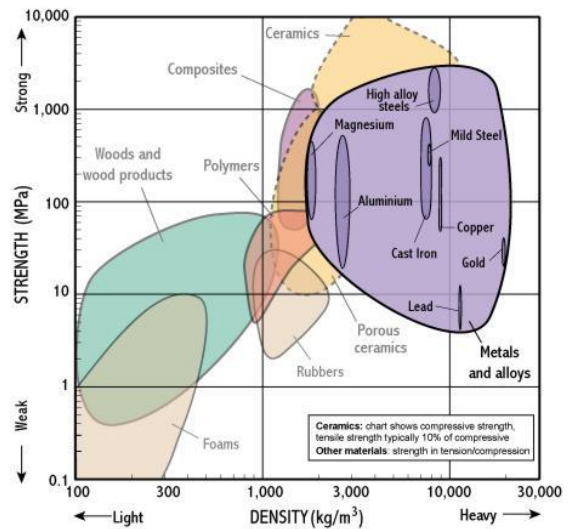 10,000
Strong
Ceramics
Composites
High alloy
steels
1,000
Magnesium
Woods and
wood products
Polymers
Mild Steel
STRENGTH (MPa)
100
Aluminium
Copper
Cast Iron
Gold
10
Lead
Porous
ceramics
Rubbers
Metals
and alloys
1
Weak
Foams
Ceramics: chart shows compressive strength,
tensile strength typically 10% of compressive
Other materials: strength in tension/compression
0.1
100 300 1,000 3,000 10,000 30,000
Light DENSITY (kg/m³) Heavy